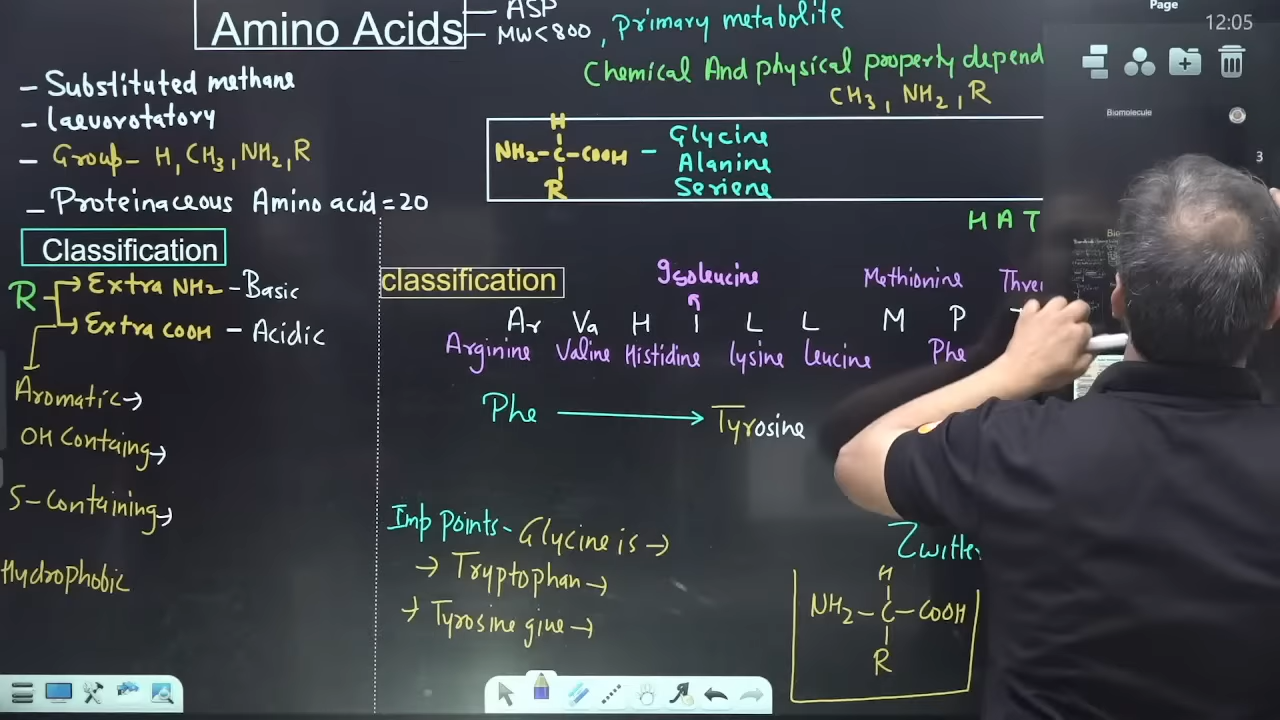 Amino Acids
ASP
MW<800, Primary metabolite
Chemical And physical pooperty depend
CH3, NH2, R
- Substituted methane
- laevorotatory
- Group- H, CH3, NH2, R
- Proteinaceous Amino acid = 20
H
NH2-C-COOH - Glycine
Alanine
R Seriene
H A T
Classification
R Extra NH2 - Basic
Extra COOH - Acidic
Aromatic→
OH Containg→
S-Containing→
Hydrophobic
classification
Isoleucine Methionine Thre
Ar Va H I L L M P T
Arginine Valine Histidine lysine leucine Phe
Phe → Tyrosine
Imp points- Glycine is →
→ Tryptophan→
→ Tyrosine give →
Zwitte
H
NH2-C-COOH
R
Page
12:05
Biomolecule
3